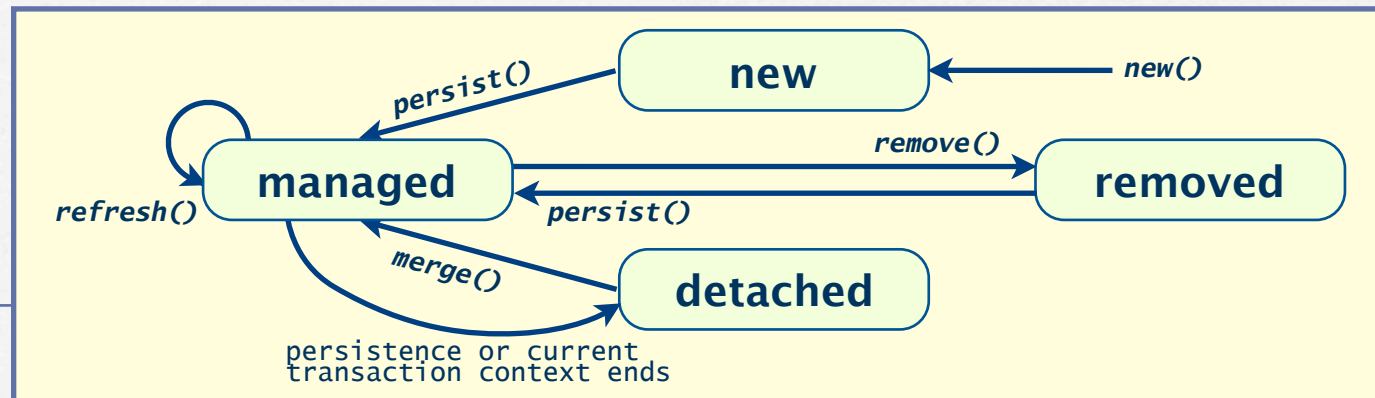 new
new()
persist()
remove()
managed
removed
refresh()
persist()
merge()
detached
persistence or current
transaction context ends